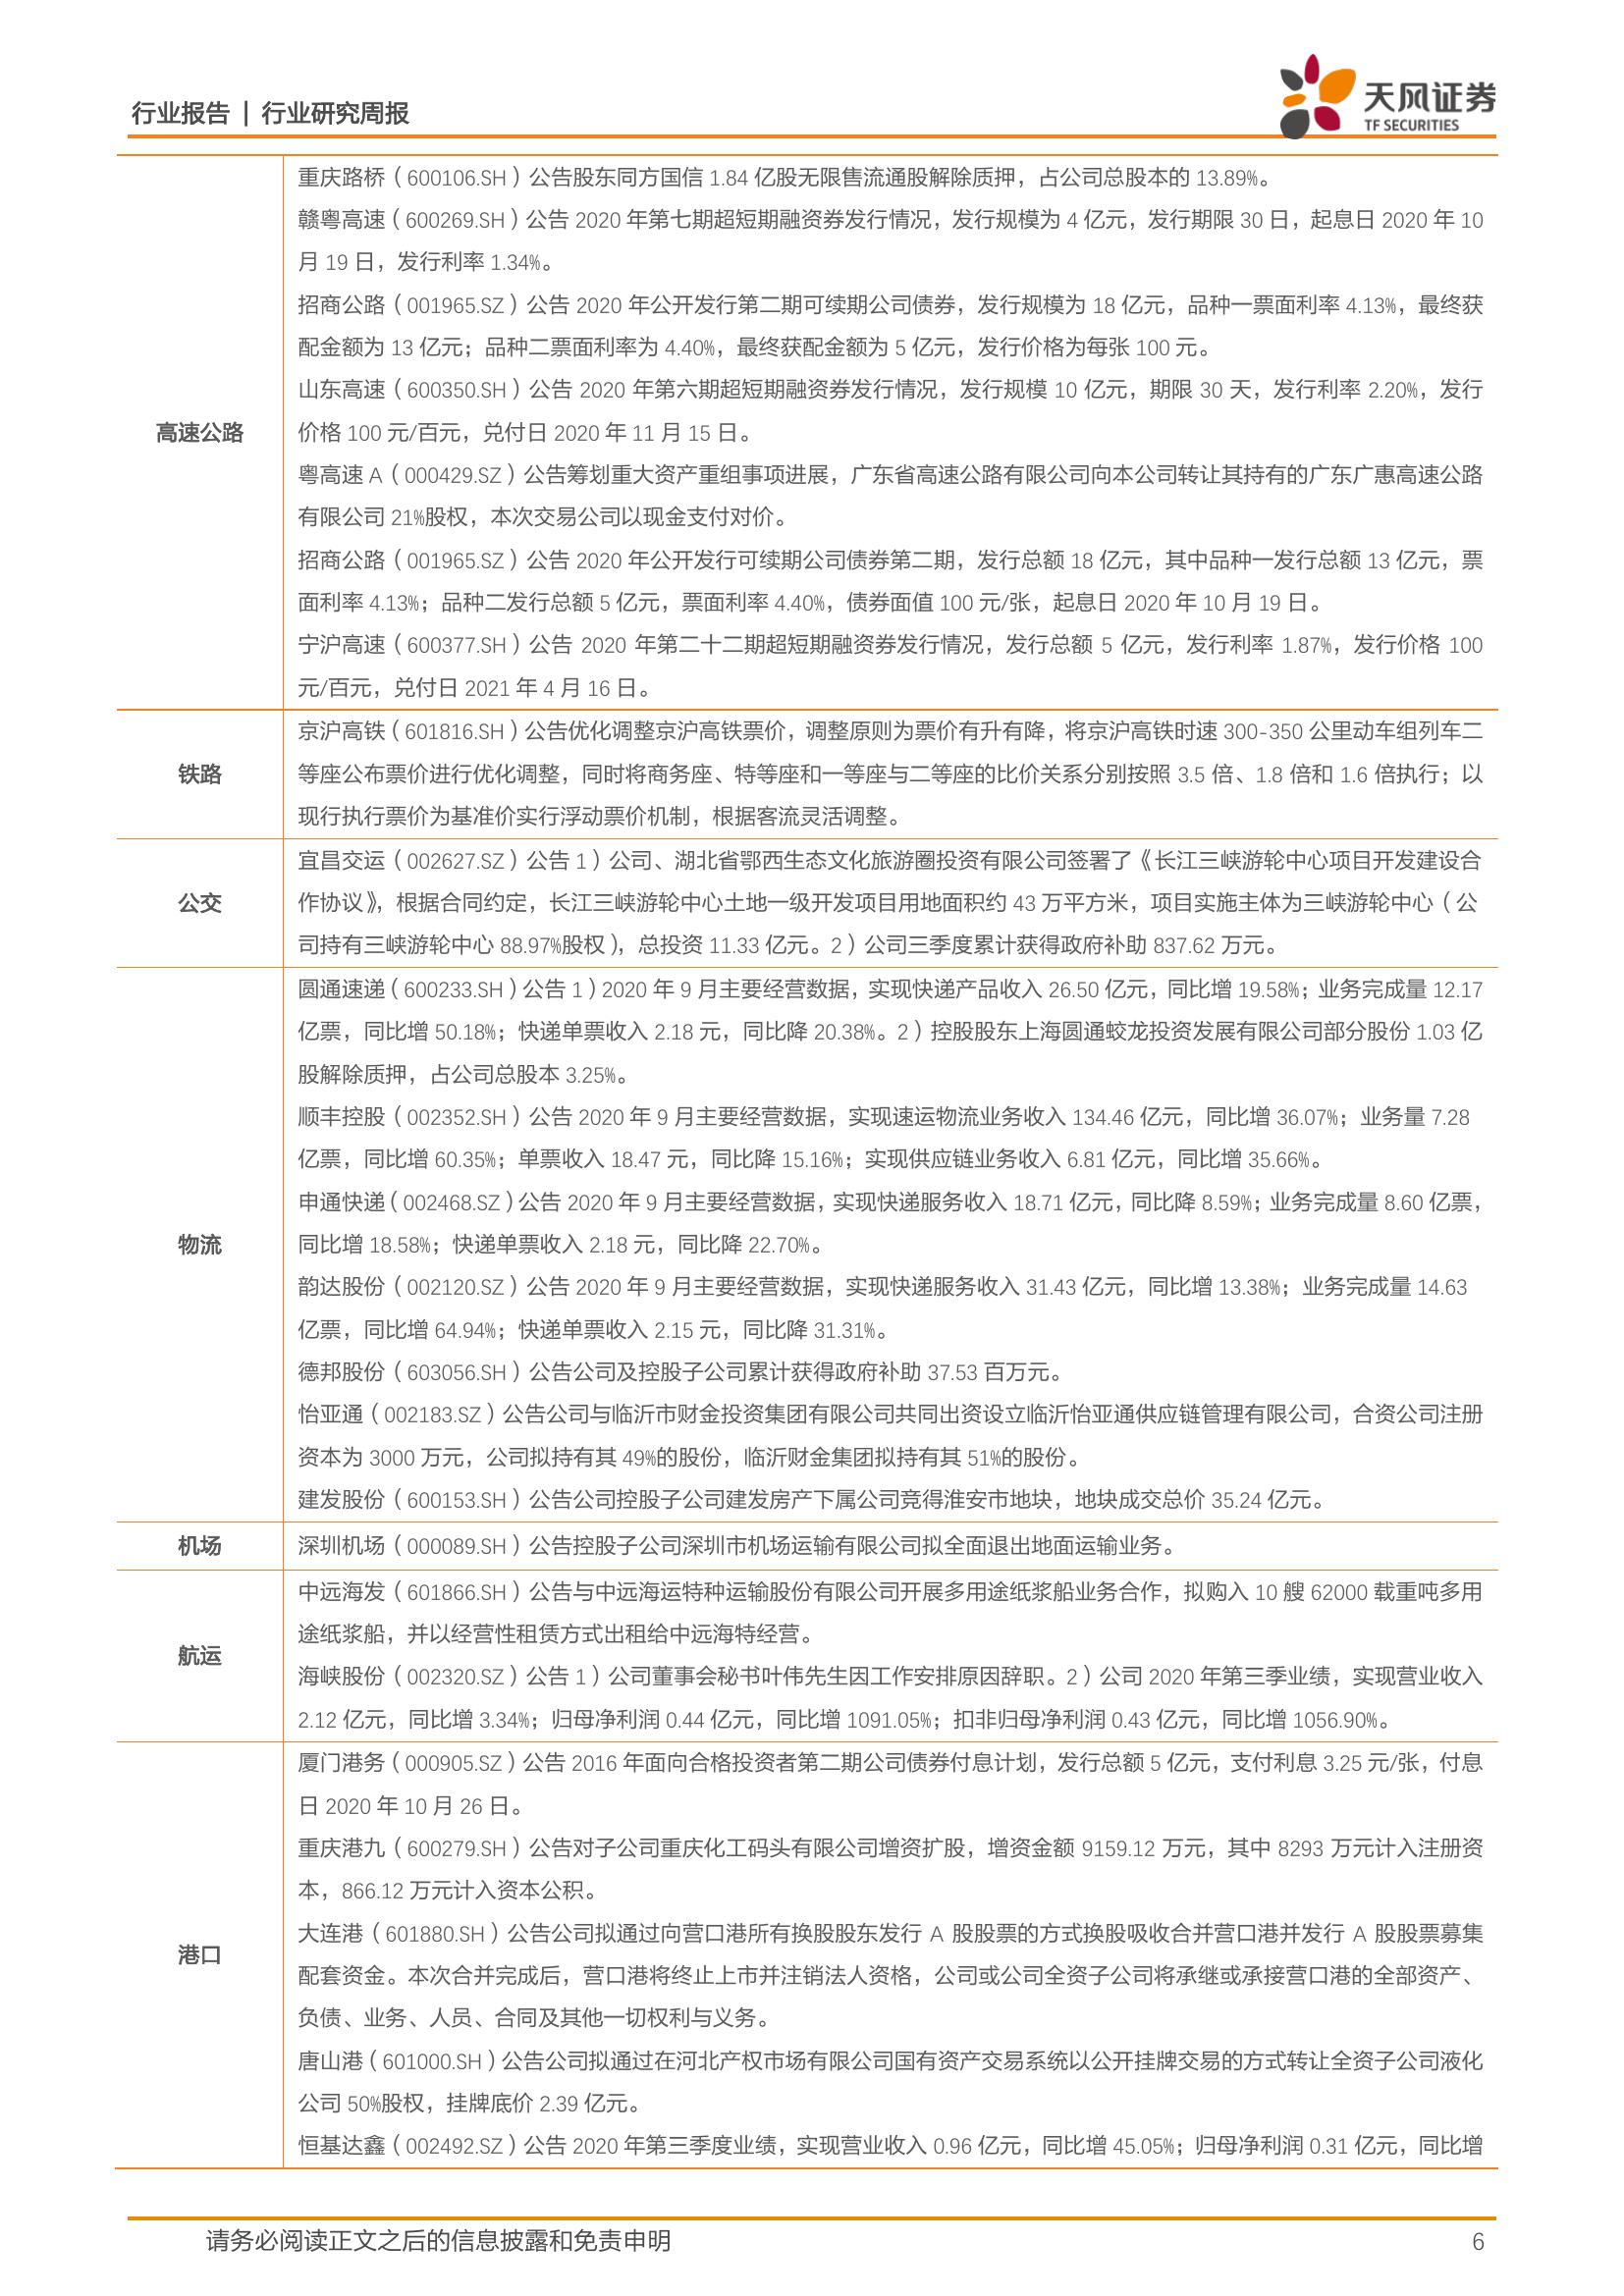 行业报告 | 行业研究周报
天风证券
TF SECURITIES
重庆路桥（600106.SH）公告股东同方国信 1.84 亿股无限售流通股解除质押，占公司总股本的 13.89%。
赣粤高速（600269.SH）公告 2020 年第七期超短期融资券发行情况，发行规模为 4 亿元，发行期限 30 日，起息日 2020 年 10
月 19 日，发行利率 1.34%。
招商公路（001965.SZ）公告 2020 年公开发行第二期可续期公司债券，发行规模为 18 亿元，品种一票面利率 4.13%，最终获
配金额为 13 亿元；品种二票面利率为 4.40%，最终获配金额为 5 亿元，发行价格为每张 100 元。
山东高速（600350.SH）公告 2020 年第六期超短期融资券发行情况，发行规模 10 亿元，期限 30 天，发行利率 2.20%，发行
高速公路
价格 100 元/百元，兑付日 2020 年 11 月 15 日。
粤高速 A（000429.SZ）公告筹划重大资产重组事项进展，广东省高速公路有限公司向本公司转让其持有的广东广惠高速公路
有限公司 21%股权，本次交易公司以现金支付对价。
招商公路（001965.SZ）公告 2020 年公开发行可续期公司债券第二期，发行总额 18 亿元，其中品种一发行总额 13 亿元，票
面利率 4.13%；品种二发行总额 5 亿元，票面利率 4.40%，债券面值 100 元/张，起息日 2020 年 10 月 19 日。
宁沪高速（600377.SH）公告 2020 年第二十二期超短期融资券发行情况，发行总额 5 亿元，发行利率 1.87%，发行价格 100
元/百元，兑付日 2021 年 4 月 16 日。
京沪高铁（601816.SH）公告优化调整京沪高铁票价，调整原则为票价有升有降，将京沪高铁时速 300-350 公里动车组列车二
铁路
等座公布票价进行优化调整，同时将商务座、特等座和一等座与二等座的比价关系分别按照 3.5 倍、1.8 倍和 1.6 倍执行；以
现行执行票价为基准价实行浮动票价机制，根据客流灵活调整。
宜昌交运（002627.SZ）公告 1）公司、湖北省鄂西生态文化旅游圈投资有限公司签署了《长江三峡游轮中心项目开发建设合
公交
作协议》，根据合同约定，长江三峡游轮中心土地一级开发项目用地面积约 43 万平方米，项目实施主体为三峡游轮中心（公
司持有三峡游轮中心 88.97%股权），总投资 11.33 亿元。2）公司三季度累计获得政府补助 837.62 万元。
圆通速递（600233.SH）公告 1）2020 年 9 月主要经营数据，实现快递产品收入 26.50 亿元，同比增 19.58%；业务完成量 12.17
亿票，同比增 50.18%；快递单票收入 2.18 元，同比降 20.38%。2）控股股东上海圆通蛟龙投资发展有限公司部分股份 1.03 亿
股解除质押，占公司总股本 3.25%。
顺丰控股（002352.SH）公告 2020 年 9 月主要经营数据，实现速运物流业务收入 134.46 亿元，同比增 36.07%；业务量 7.28
亿票，同比增 60.35%；单票收入 18.47 元，同比降 15.16%；实现供应链业务收入 6.81 亿元，同比增 35.66%。
申通快递（002468.SZ）公告 2020 年 9 月主要经营数据，实现快递服务收入 18.71 亿元，同比降 8.59%；业务完成量 8.60 亿票，
物流
同比增 18.58%；快递单票收入 2.18 元，同比降 22.70%。
韵达股份（002120.SZ）公告 2020 年 9 月主要经营数据，实现快递服务收入 31.43 亿元，同比增 13.38%；业务完成量 14.63
亿票，同比增 64.94%；快递单票收入 2.15 元，同比降 31.31%。
德邦股份（603056.SH）公告公司及控股子公司累计获得政府补助 37.53 百万元。
怡亚通（002183.SZ）公告公司与临沂市财金投资集团有限公司共同出资设立临沂怡亚通供应链管理有限公司，合资公司注册
资本为 3000 万元，公司拟持有其 49%的股份，临沂财金集团拟持有其 51%的股份。
建发股份（600153.SH）公告公司控股子公司建发房产下属公司竞得淮安市地块，地块成交总价 35.24 亿元。
机场
深圳机场（000089.SH）公告控股子公司深圳市机场运输有限公司拟全面退出地面运输业务。
中远海发（601866.SH）公告与中远海运特种运输股份有限公司开展多用途纸浆船业务合作，拟购入 10 艘 62000 载重吨多用
途纸浆船，并以经营性租赁方式出租给中远海特经营。
航运
海峡股份（002320.SZ）公告 1）公司董事会秘书叶伟先生因工作安排原因辞职。2）公司 2020 年第三季业绩，实现营业收入
2.12 亿元，同比增 3.34%；归母净利润 0.44 亿元，同比增 1091.05%；扣非归母净利润 0.43 亿元，同比增 1056.90%。
厦门港务（000905.SZ）公告 2016 年面向合格投资者第二期公司债券付息计划，发行总额 5 亿元，支付利息 3.25 元/张，付息
日 2020 年 10 月 26 日。
重庆港九（600279.SH）公告对子公司重庆化工码头有限公司增资扩股，增资金额 9159.12 万元，其中 8293 万元计入注册资
本，866.12 万元计入资本公积。
大连港（601880.SH）公告公司拟通过向营口港所有换股股东发行 A 股股票的方式换股吸收合并营口港并发行 A 股股票募集
港口
配套资金。本次合并完成后，营口港将终止上市并注销法人资格，公司或公司全资子公司将承继或承接营口港的全部资产、
负债、业务、人员、合同及其他一切权利与义务。
唐山港（601000.SH）公告公司拟通过在河北产权市场有限公司国有资产交易系统以公开挂牌交易的方式转让全资子公司液化
公司 50%股权，挂牌底价 2.39 亿元。
恒基达鑫（002492.SZ）公告 2020 年第三季度业绩，实现营业收入 0.96 亿元，同比增 45.05%；归母净利润 0.31 亿元，同比增
请务必阅读正文之后的信息披露和免责申明
6